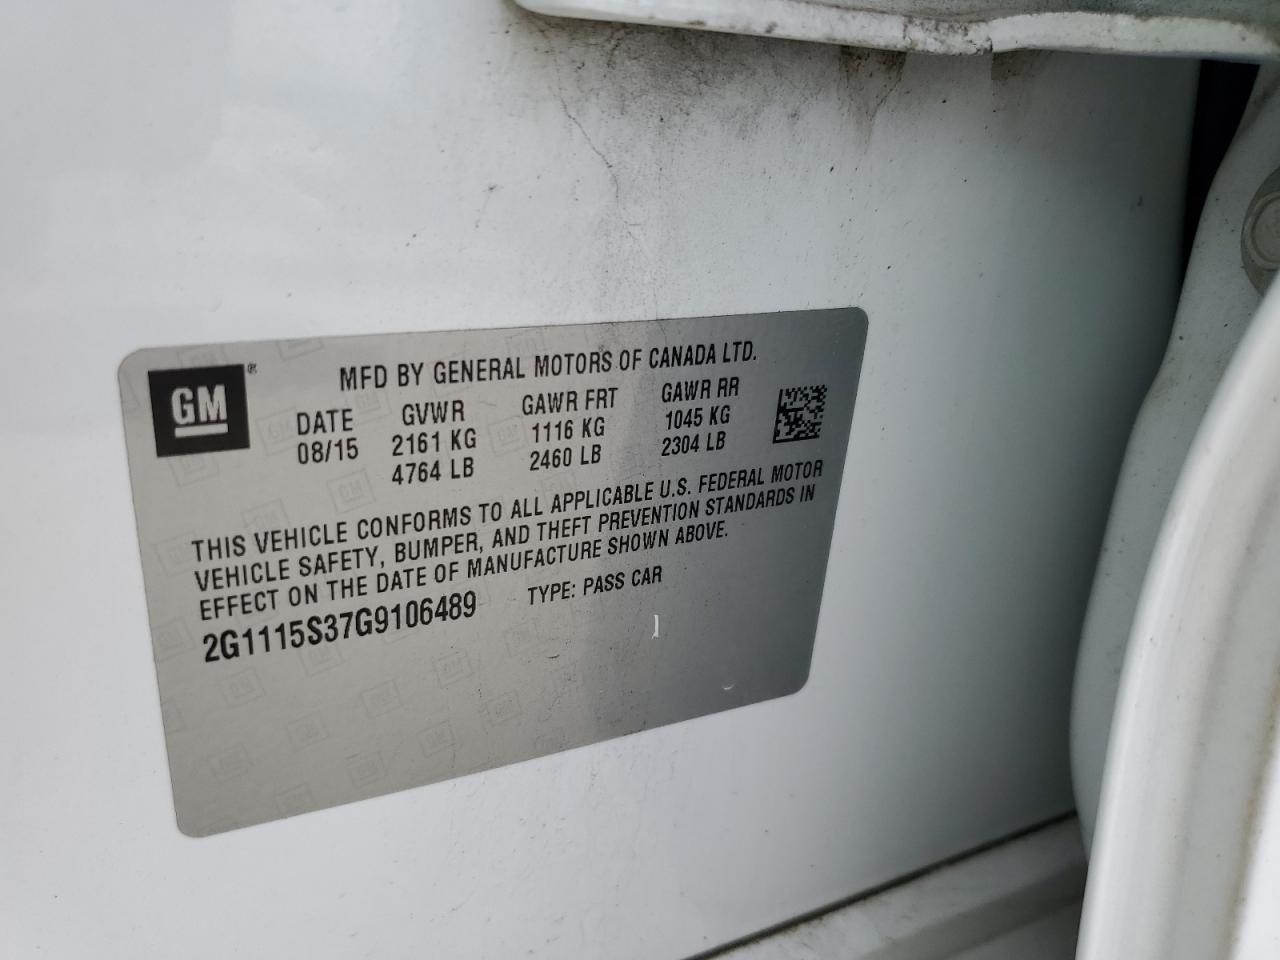 GM®
MFD BY GENERAL MOTORS OF CANADA LTD.
DATE GVWR GAWR FRT GAWR RR
08/15 2161 KG 1116 KG 1045 KG
4764 LB 2460 LB 2304 LB
THIS VEHICLE CONFORMS TO ALL APPLICABLE U.S. FEDERAL MOTOR
VEHICLE SAFETY, BUMPER, AND THEFT PREVENTION STANDARDS IN
EFFECT ON THE DATE OF MANUFACTURE SHOWN ABOVE.
2G1115S37G9106489 TYPE: PASS CAR